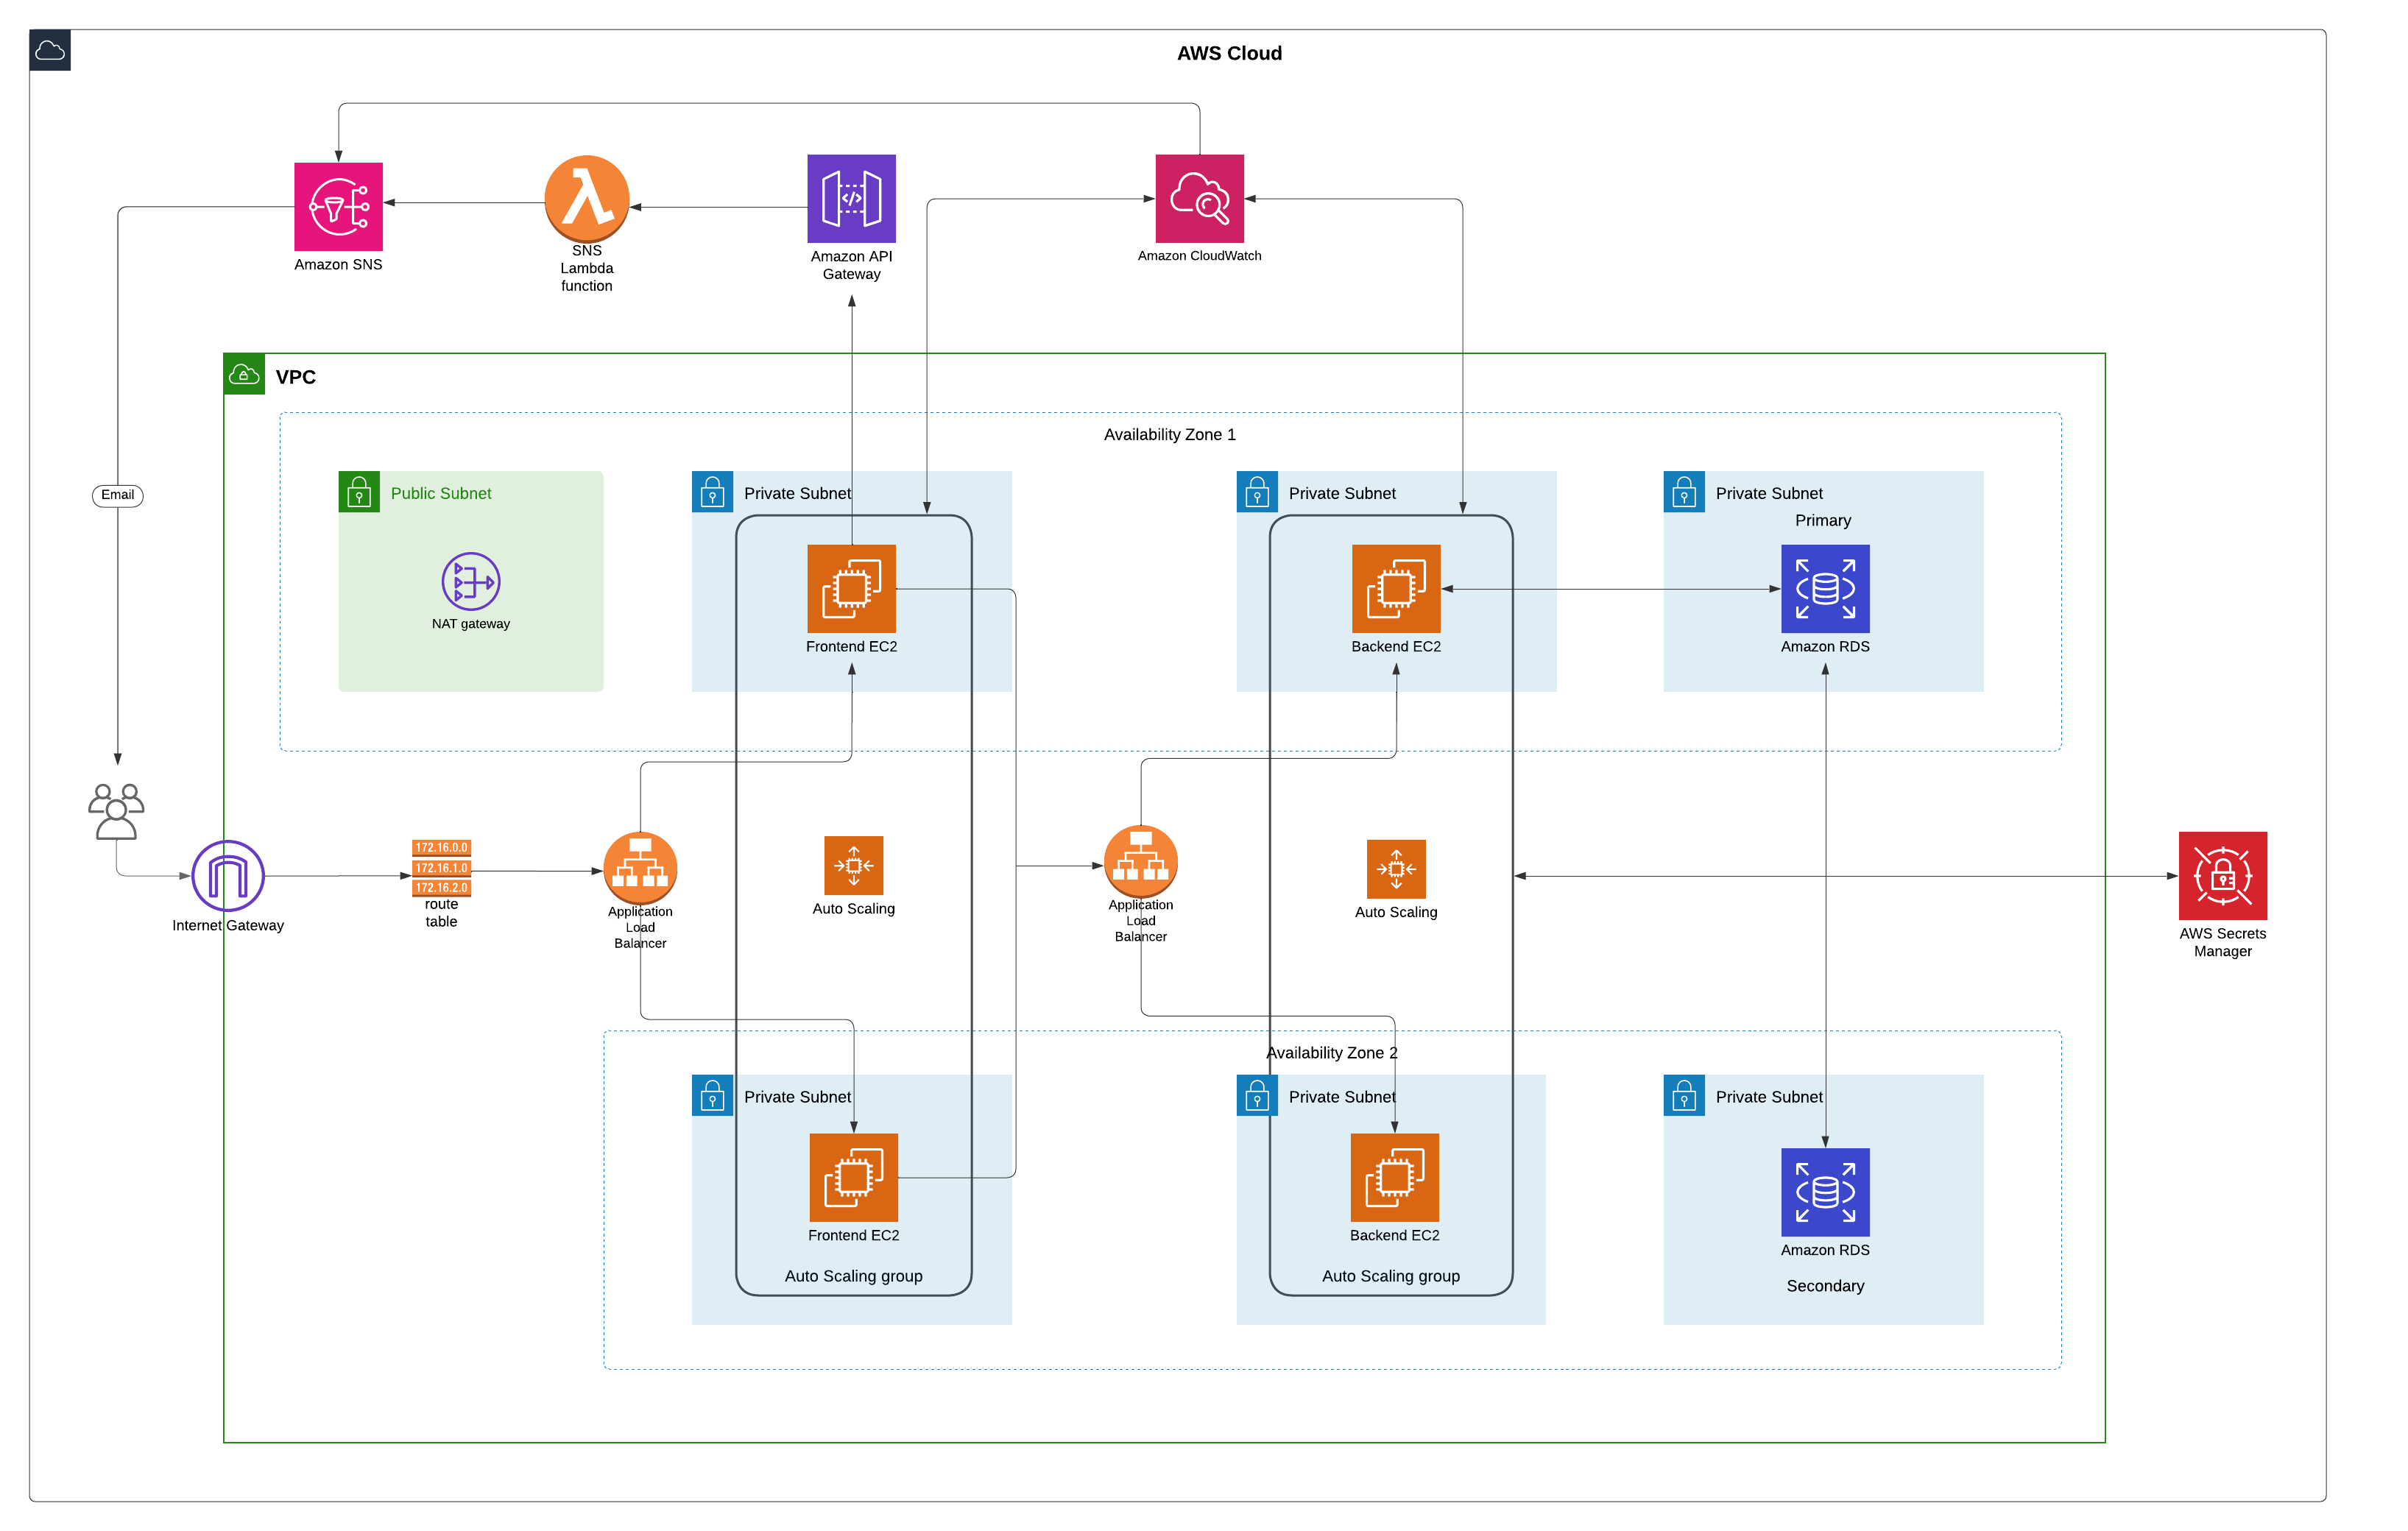 AWS Cloud
Amazon SNS
SNS
Lambda
function
Amazon API
Gateway
Amazon CloudWatch
VPC
Availability Zone 1
Email
Public Subnet
NAT gateway
Private Subnet
Frontend EC2
Private Subnet
Backend EC2
Private Subnet
Primary
Amazon RDS
Internet Gateway
172.16.0.0
172.16.1.0
172.16.2.0
route
table
Application
Load
Balancer
Auto Scaling
Application
Load
Balancer
Auto Scaling
AWS Secrets
Manager
Availability Zone 2
Private Subnet
Frontend EC2
Auto Scaling group
Private Subnet
Backend EC2
Auto Scaling group
Private Subnet
Amazon RDS
Secondary